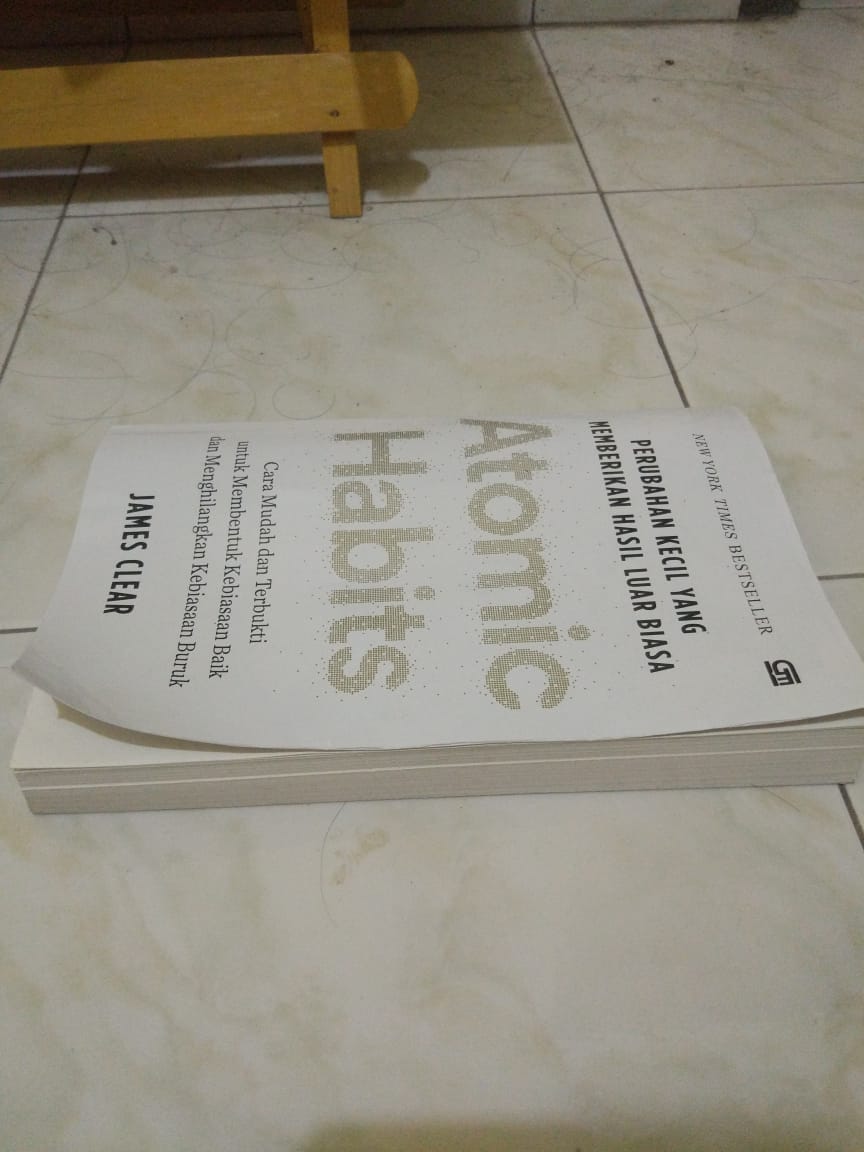 NEW YORK TIMES BESTSELLER
PERUBAHAN KECIL YANG
MEMBERIKAN HASIL LUAR BIASA
Atomic
Habits
Cara Mudah dan Terbukti
untuk Membentuk Kebiasaan Baik
dan Menghilangkan Kebiasaan Buruk
JAMES CLEAR